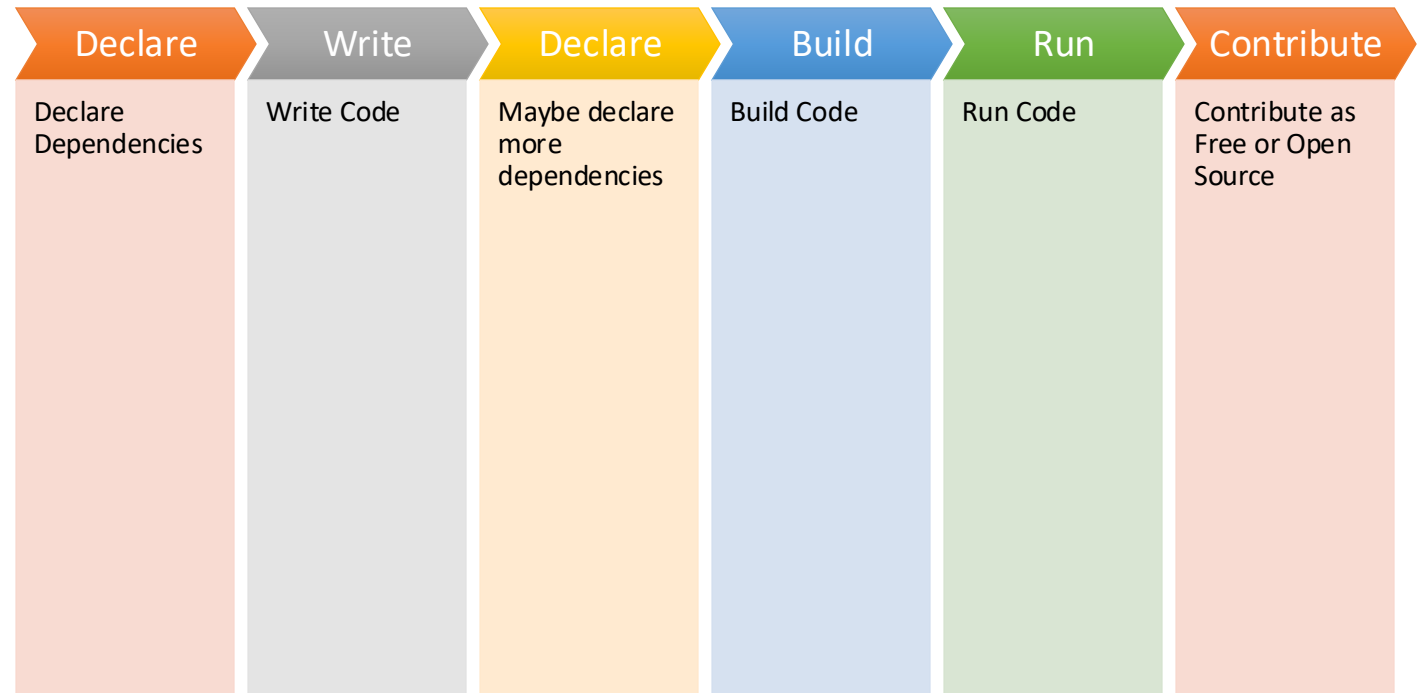 Declare
Write
Declare
Build
Run
Contribute
Declare
Dependencies
Write Code
Maybe declare
more
dependencies
Build Code
Run Code
Contribute as
Free or Open
Source